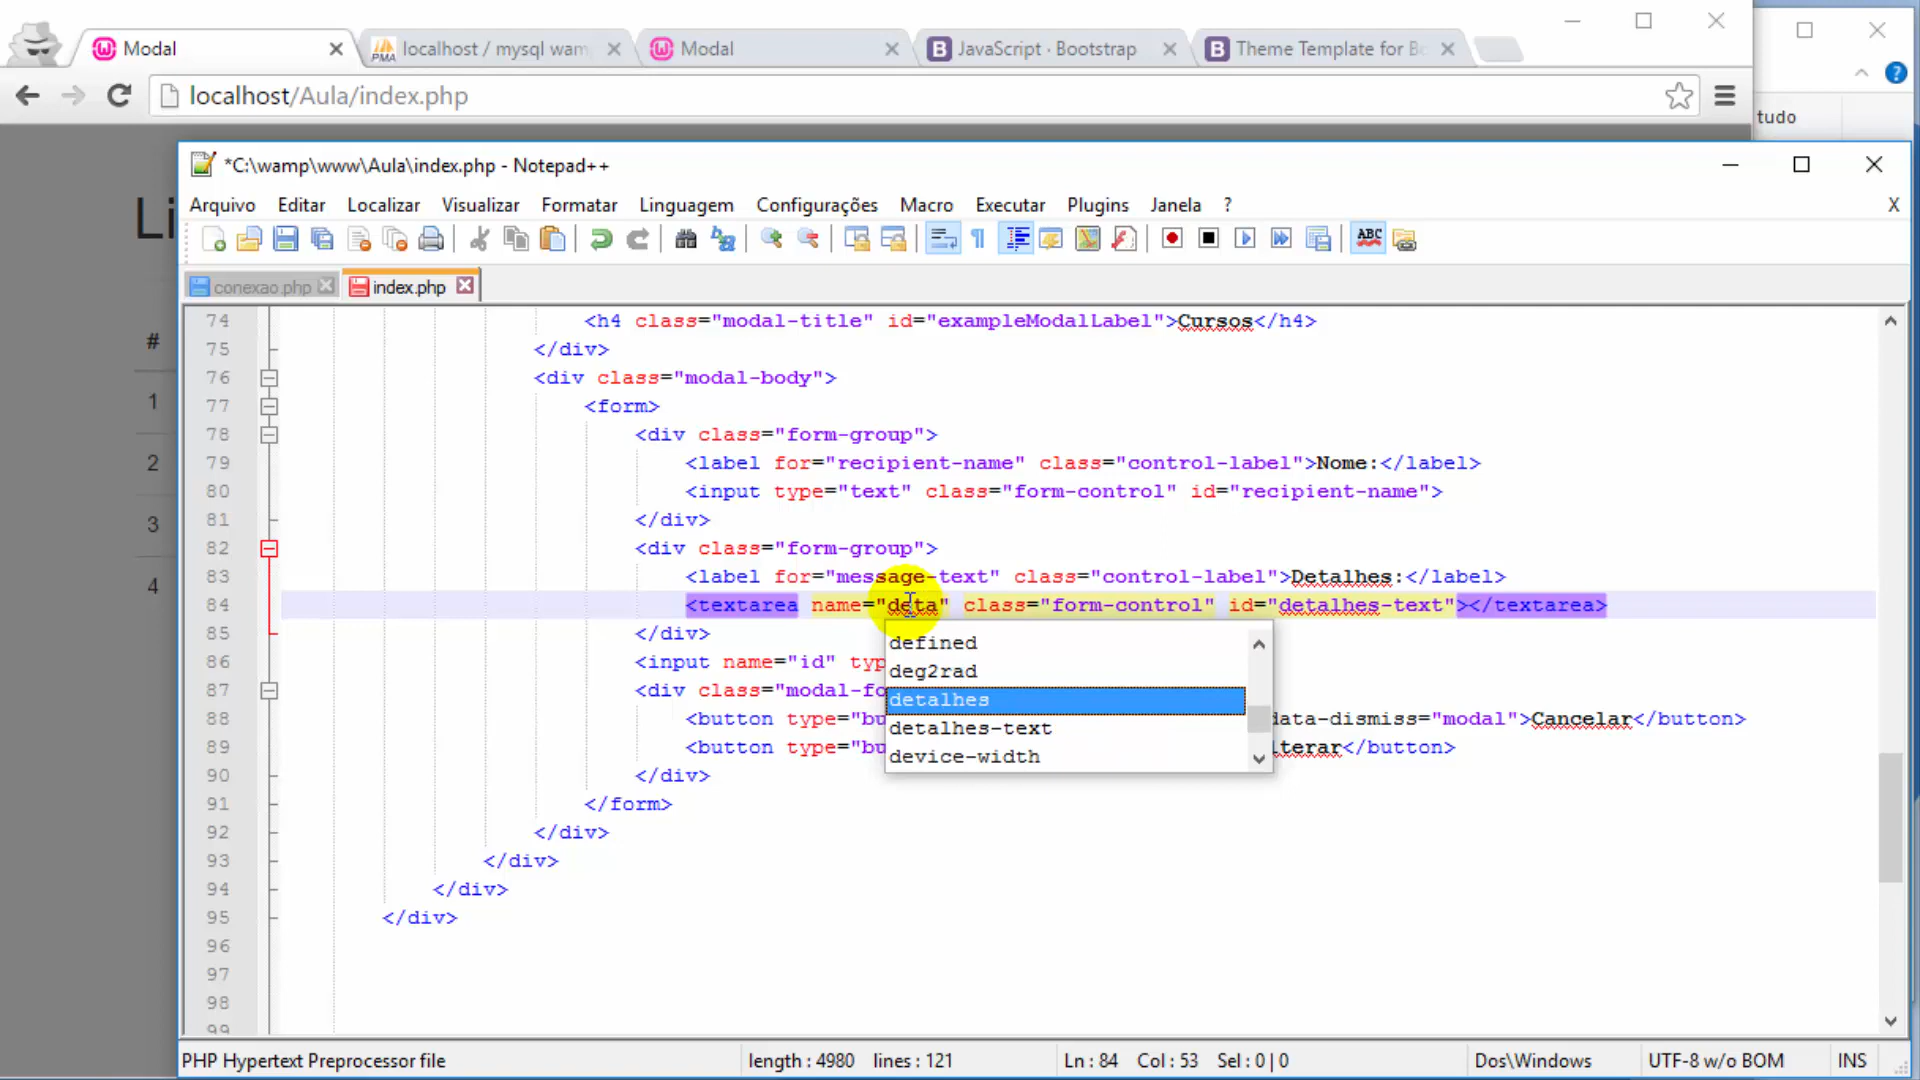 Modal
localhost / mysql wam
Modal
JavaScript · Bootstrap
Theme Template for Bo
localhost/Aula/index.php
tudo
Li
#
1
2
3
4
*C:\wamp\www\Aula\index.php - Notepad++
Arquivo Editar Localizar Visualizar Formatar Linguagem Configurações Macro Executar Plugins Janela ? X
conexao.php index.php
74 <h4 class="modal-title" id="exampleModalLabel">Cursos</h4>
75 </div>
76 <div class="modal-body">
77 <form>
78 <div class="form-group">
79 <label for="recipient-name" class="control-label">Nome:</label>
80 <input type="text" class="form-control" id="recipient-name">
81 </div>
82 <div class="form-group">
83 <label for="message-text" class="control-label">Detalhes:</label>
84 <textarea name="deta" class="form-control" id="detalhes-text"></textarea>
85 </div>
86 <input name="id" typ
87 <div class="modal-fo
88 <button type="bu data-dismiss="modal">Cancelar</button>
89 <button type="bu lterar</button>
90 </div>
91 </form>
92 </div>
93 </div>
94 </div>
95 </div>
96
97
98
99
defined
deg2rad
detalhes
detalhes-text
device-width
PHP Hypertext Preprocessor file length : 4980 lines : 121 Ln : 84 Col : 53 Sel : 0 | 0 Dos\Windows UTF-8 w/o BOM INS